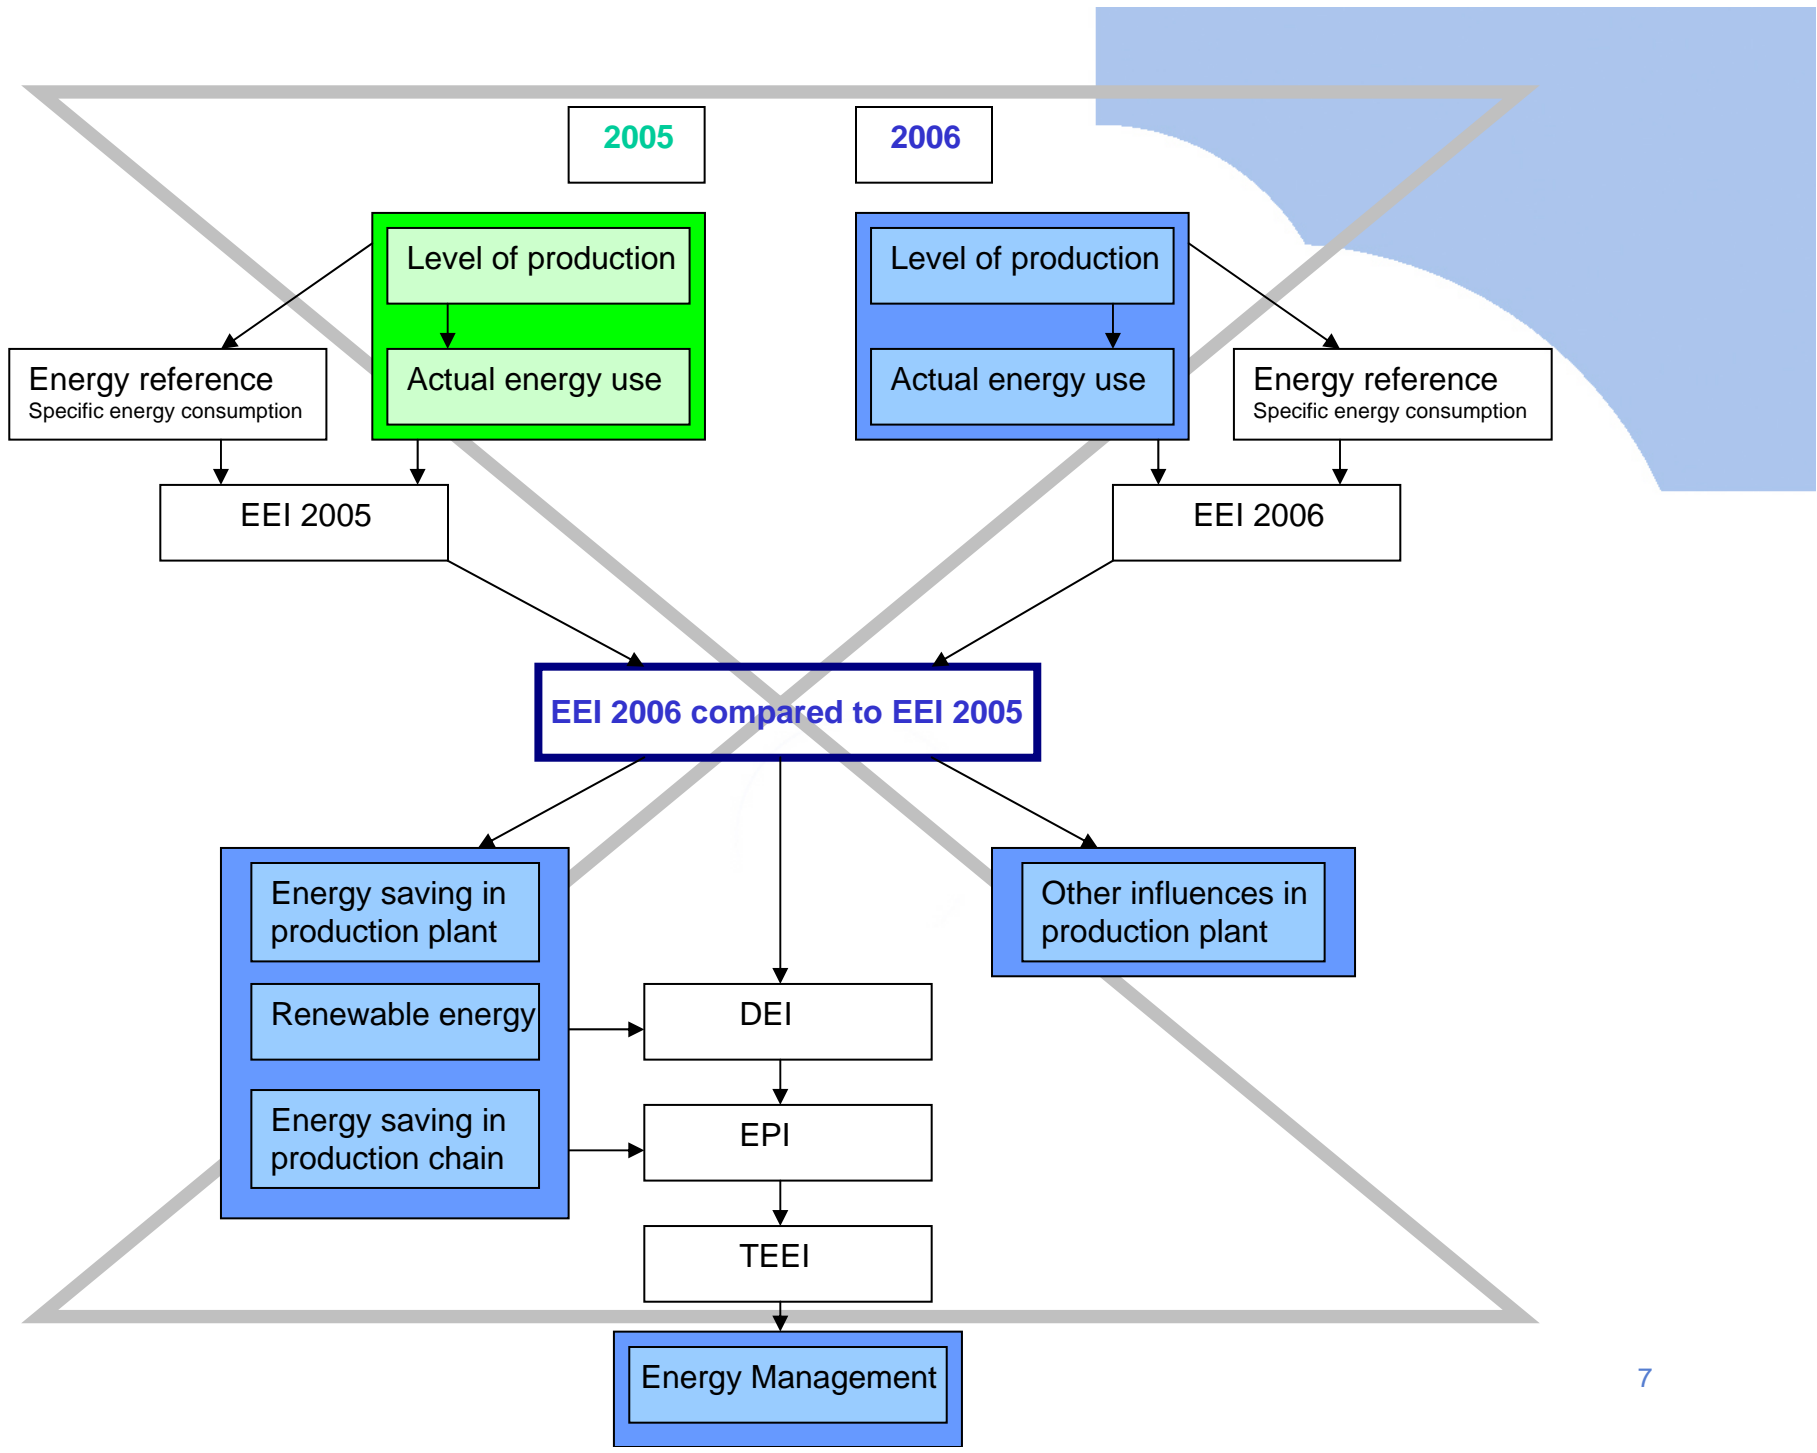 2005
2006
Level of production
Level of production
Actual energy use
Actual energy use
Energy reference
Specific energy consumption
Energy reference
Specific energy consumption
EEI 2005
EEI 2006
EEI 2006 compared to EEI 2005
Energy saving in
production plant
Other influences in
production plant
Renewable energy
DEI
Energy saving in
production chain
EPI
TEEI
Energy Management
7